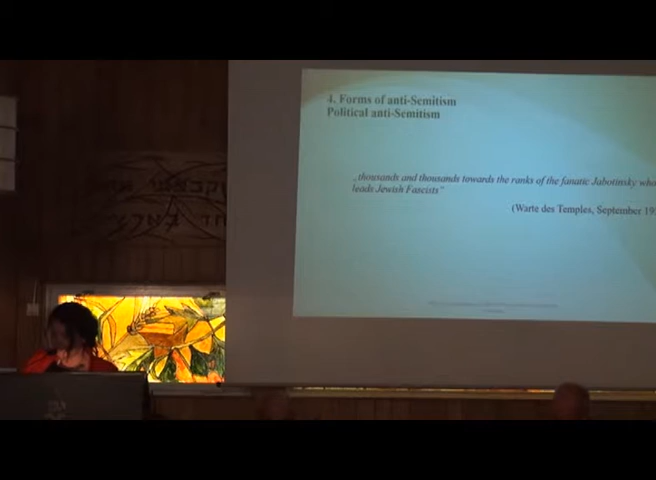 4. Forms of anti-Semitism
Political anti-Semitism
„thousands and thousands towards the ranks of the fanatic Jabotinsky who
leads Jewish Fascists"
(Warte des Temples, September 19